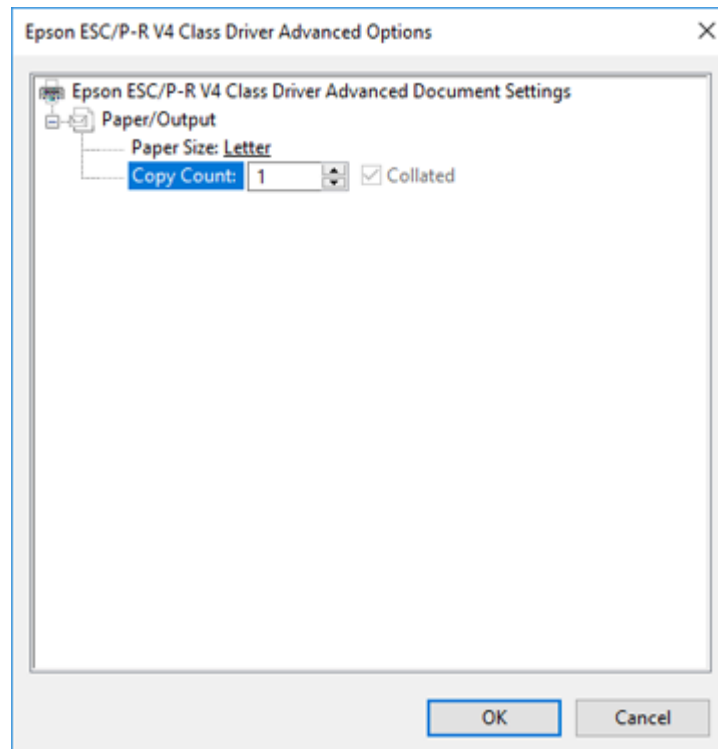 Epson ESC/P-R V4 Class Driver Advanced Options
Epson ESC/P-R V4 Class Driver Advanced Document Settings
Paper/Output
Paper Size: Letter
Copy Count: 1 Collated
OK Cancel